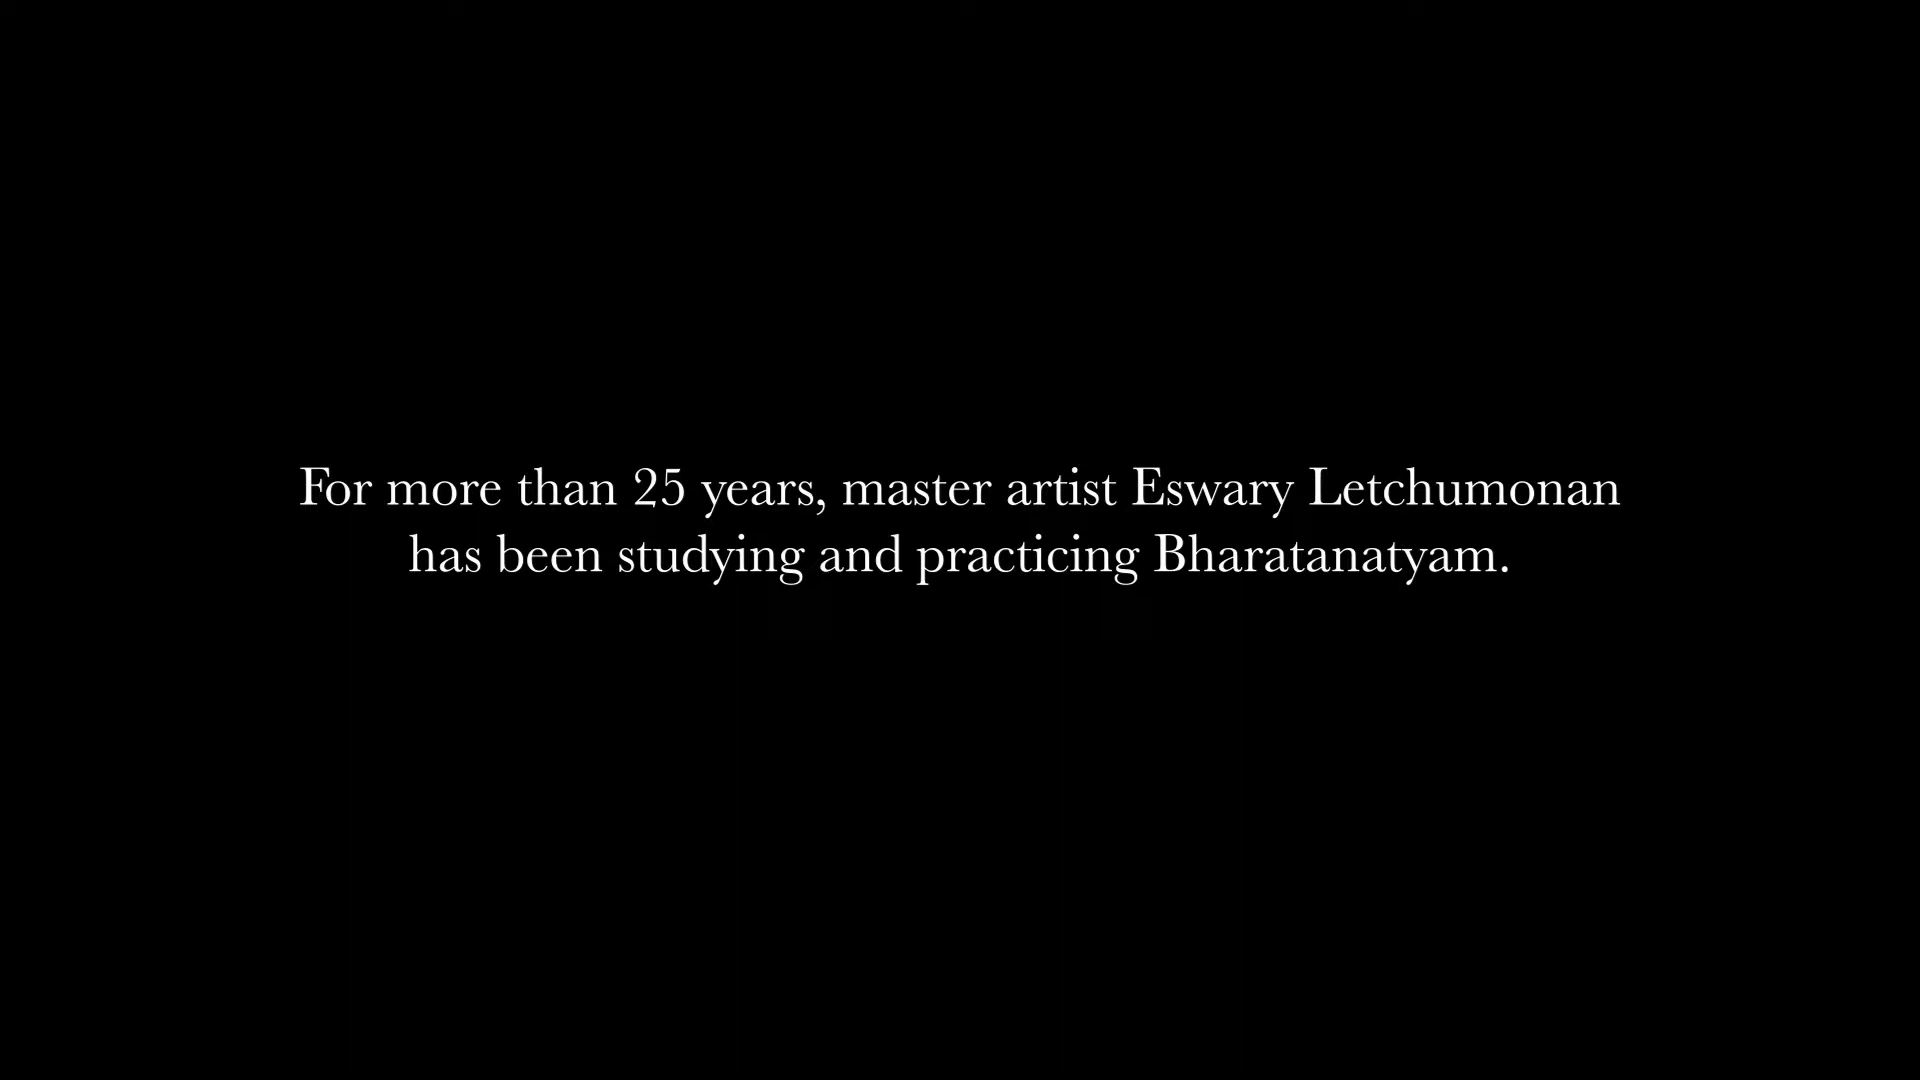 For more than 25 years, master artist Eswary Letchumonan
has been studying and practicing Bharatanatyam.